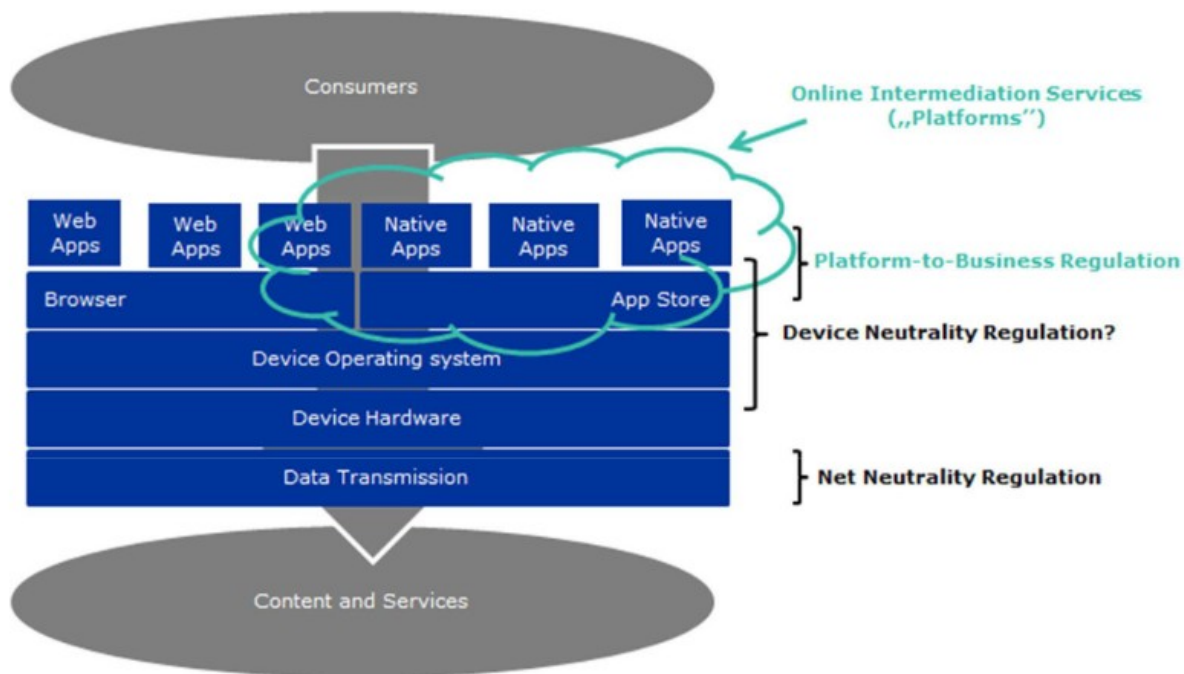 Consumers
Online Intermediation Services
(„Platforms”)
Web
Apps
Web
Apps
Web
Apps
Native
Apps
Native Apps
Native
Apps
Platform-to-Business Regulation
Browser
App Store
Device Neutrality Regulation?
Device Operating system
Device Hardware
Data Transmission
Net Neutrality Regulation
Content and Services